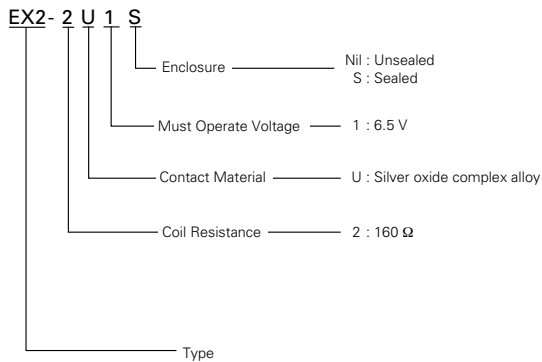 EX2- 2 U 1 S
Enclosure Nil : Unsealed
S : Sealed
Must Operate Voltage 1 : 6.5 V
Contact Material U : Silver oxide complex alloy
Coil Resistance 2 : 160 Ω
Type